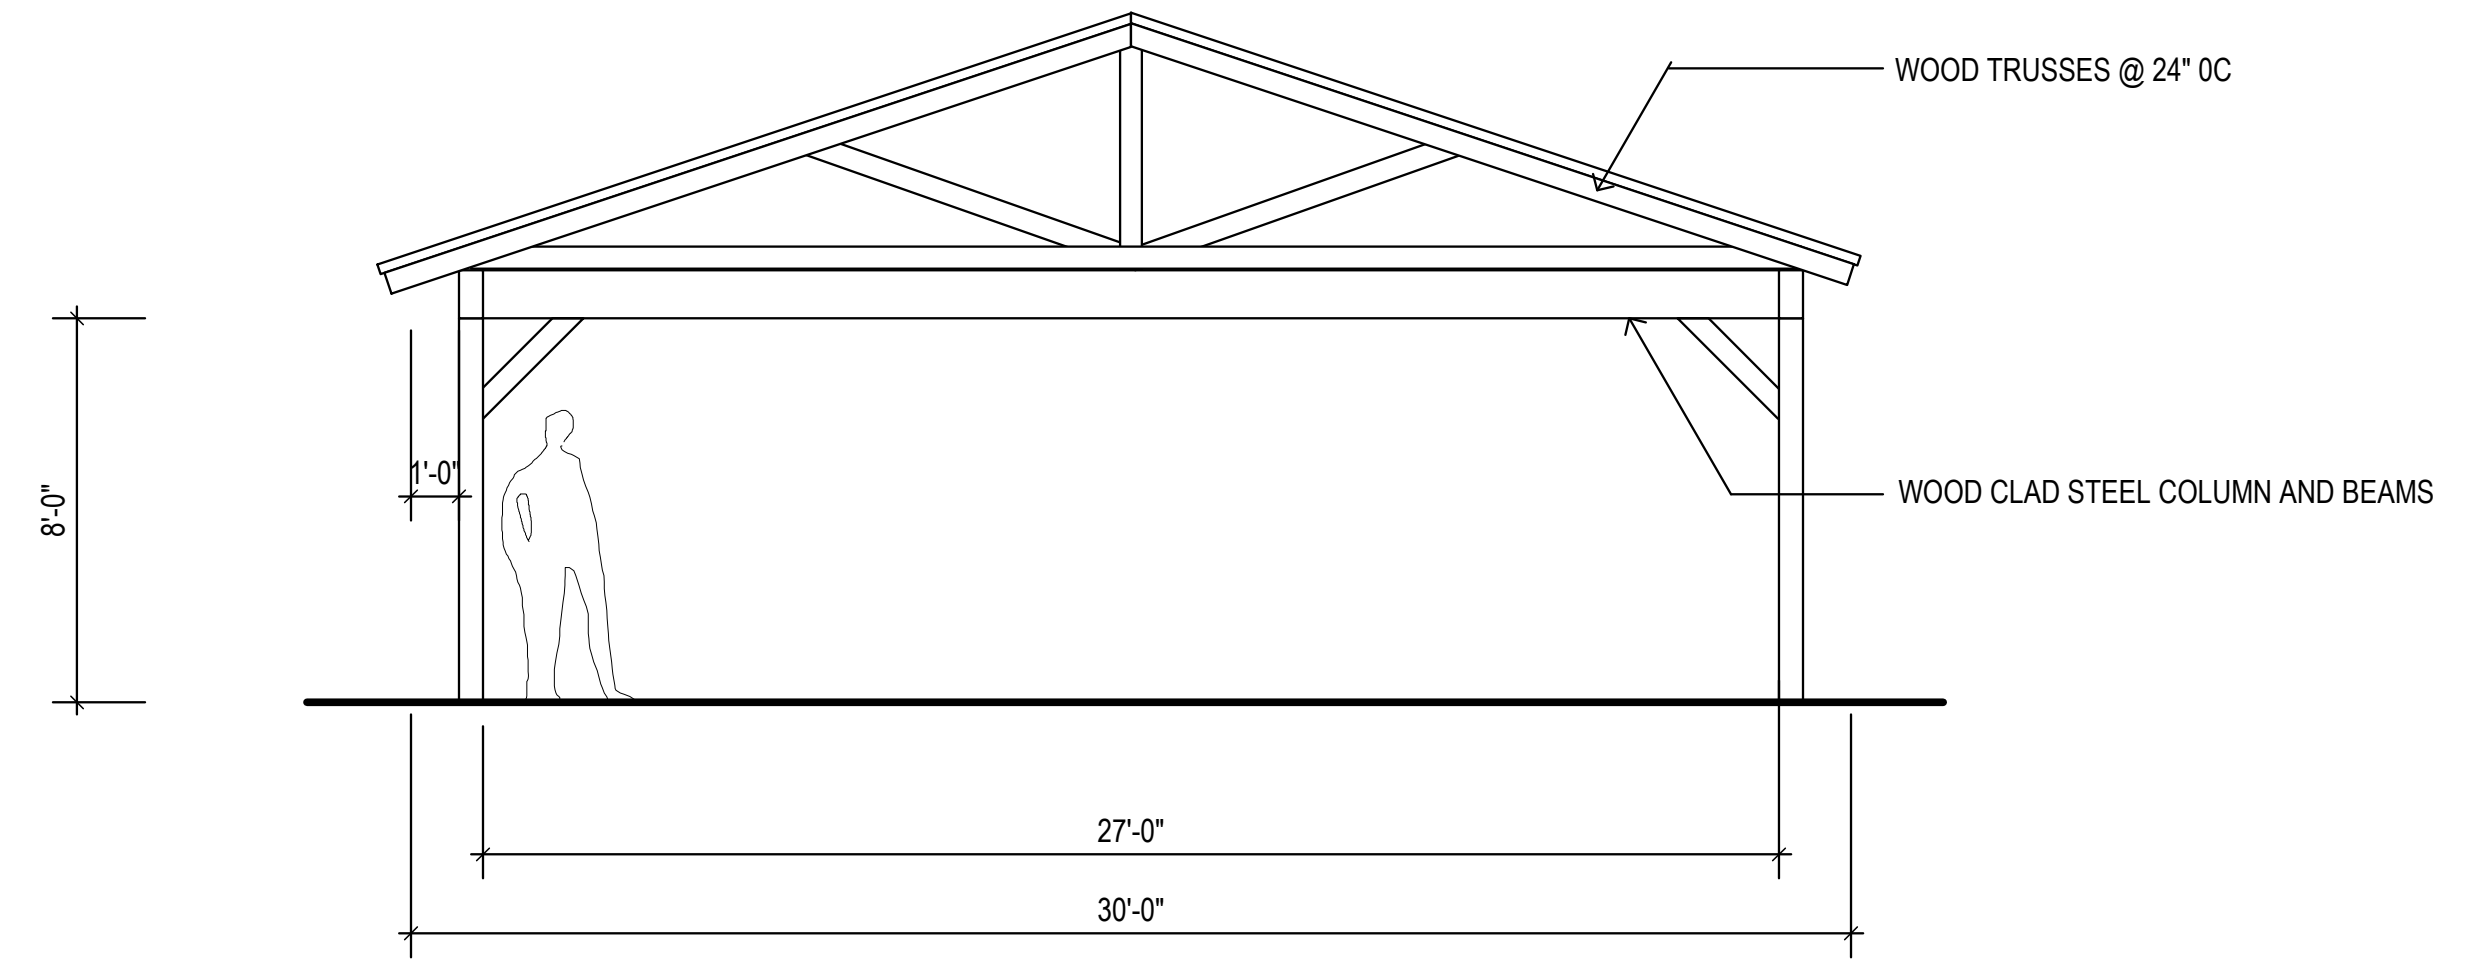 WOOD TRUSSES @ 24" 0C
1'-0"
8'-0"
WOOD CLAD STEEL COLUMN AND BEAMS
27'-0"
30'-0"